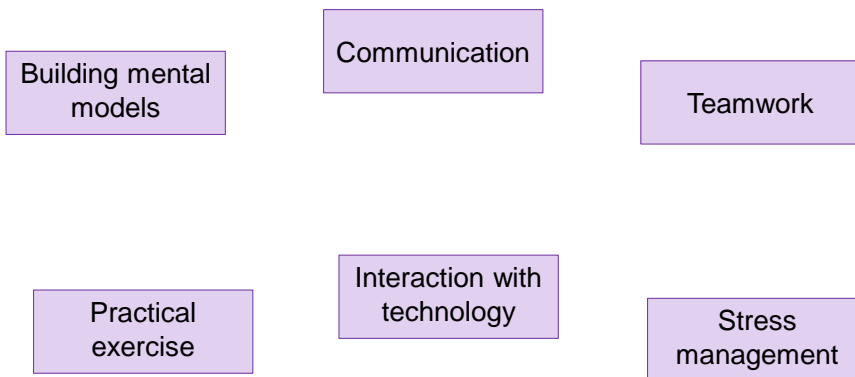 Building mental
models
Communication
Teamwork
Practical
exercise
Interaction with
technology
Stress
management